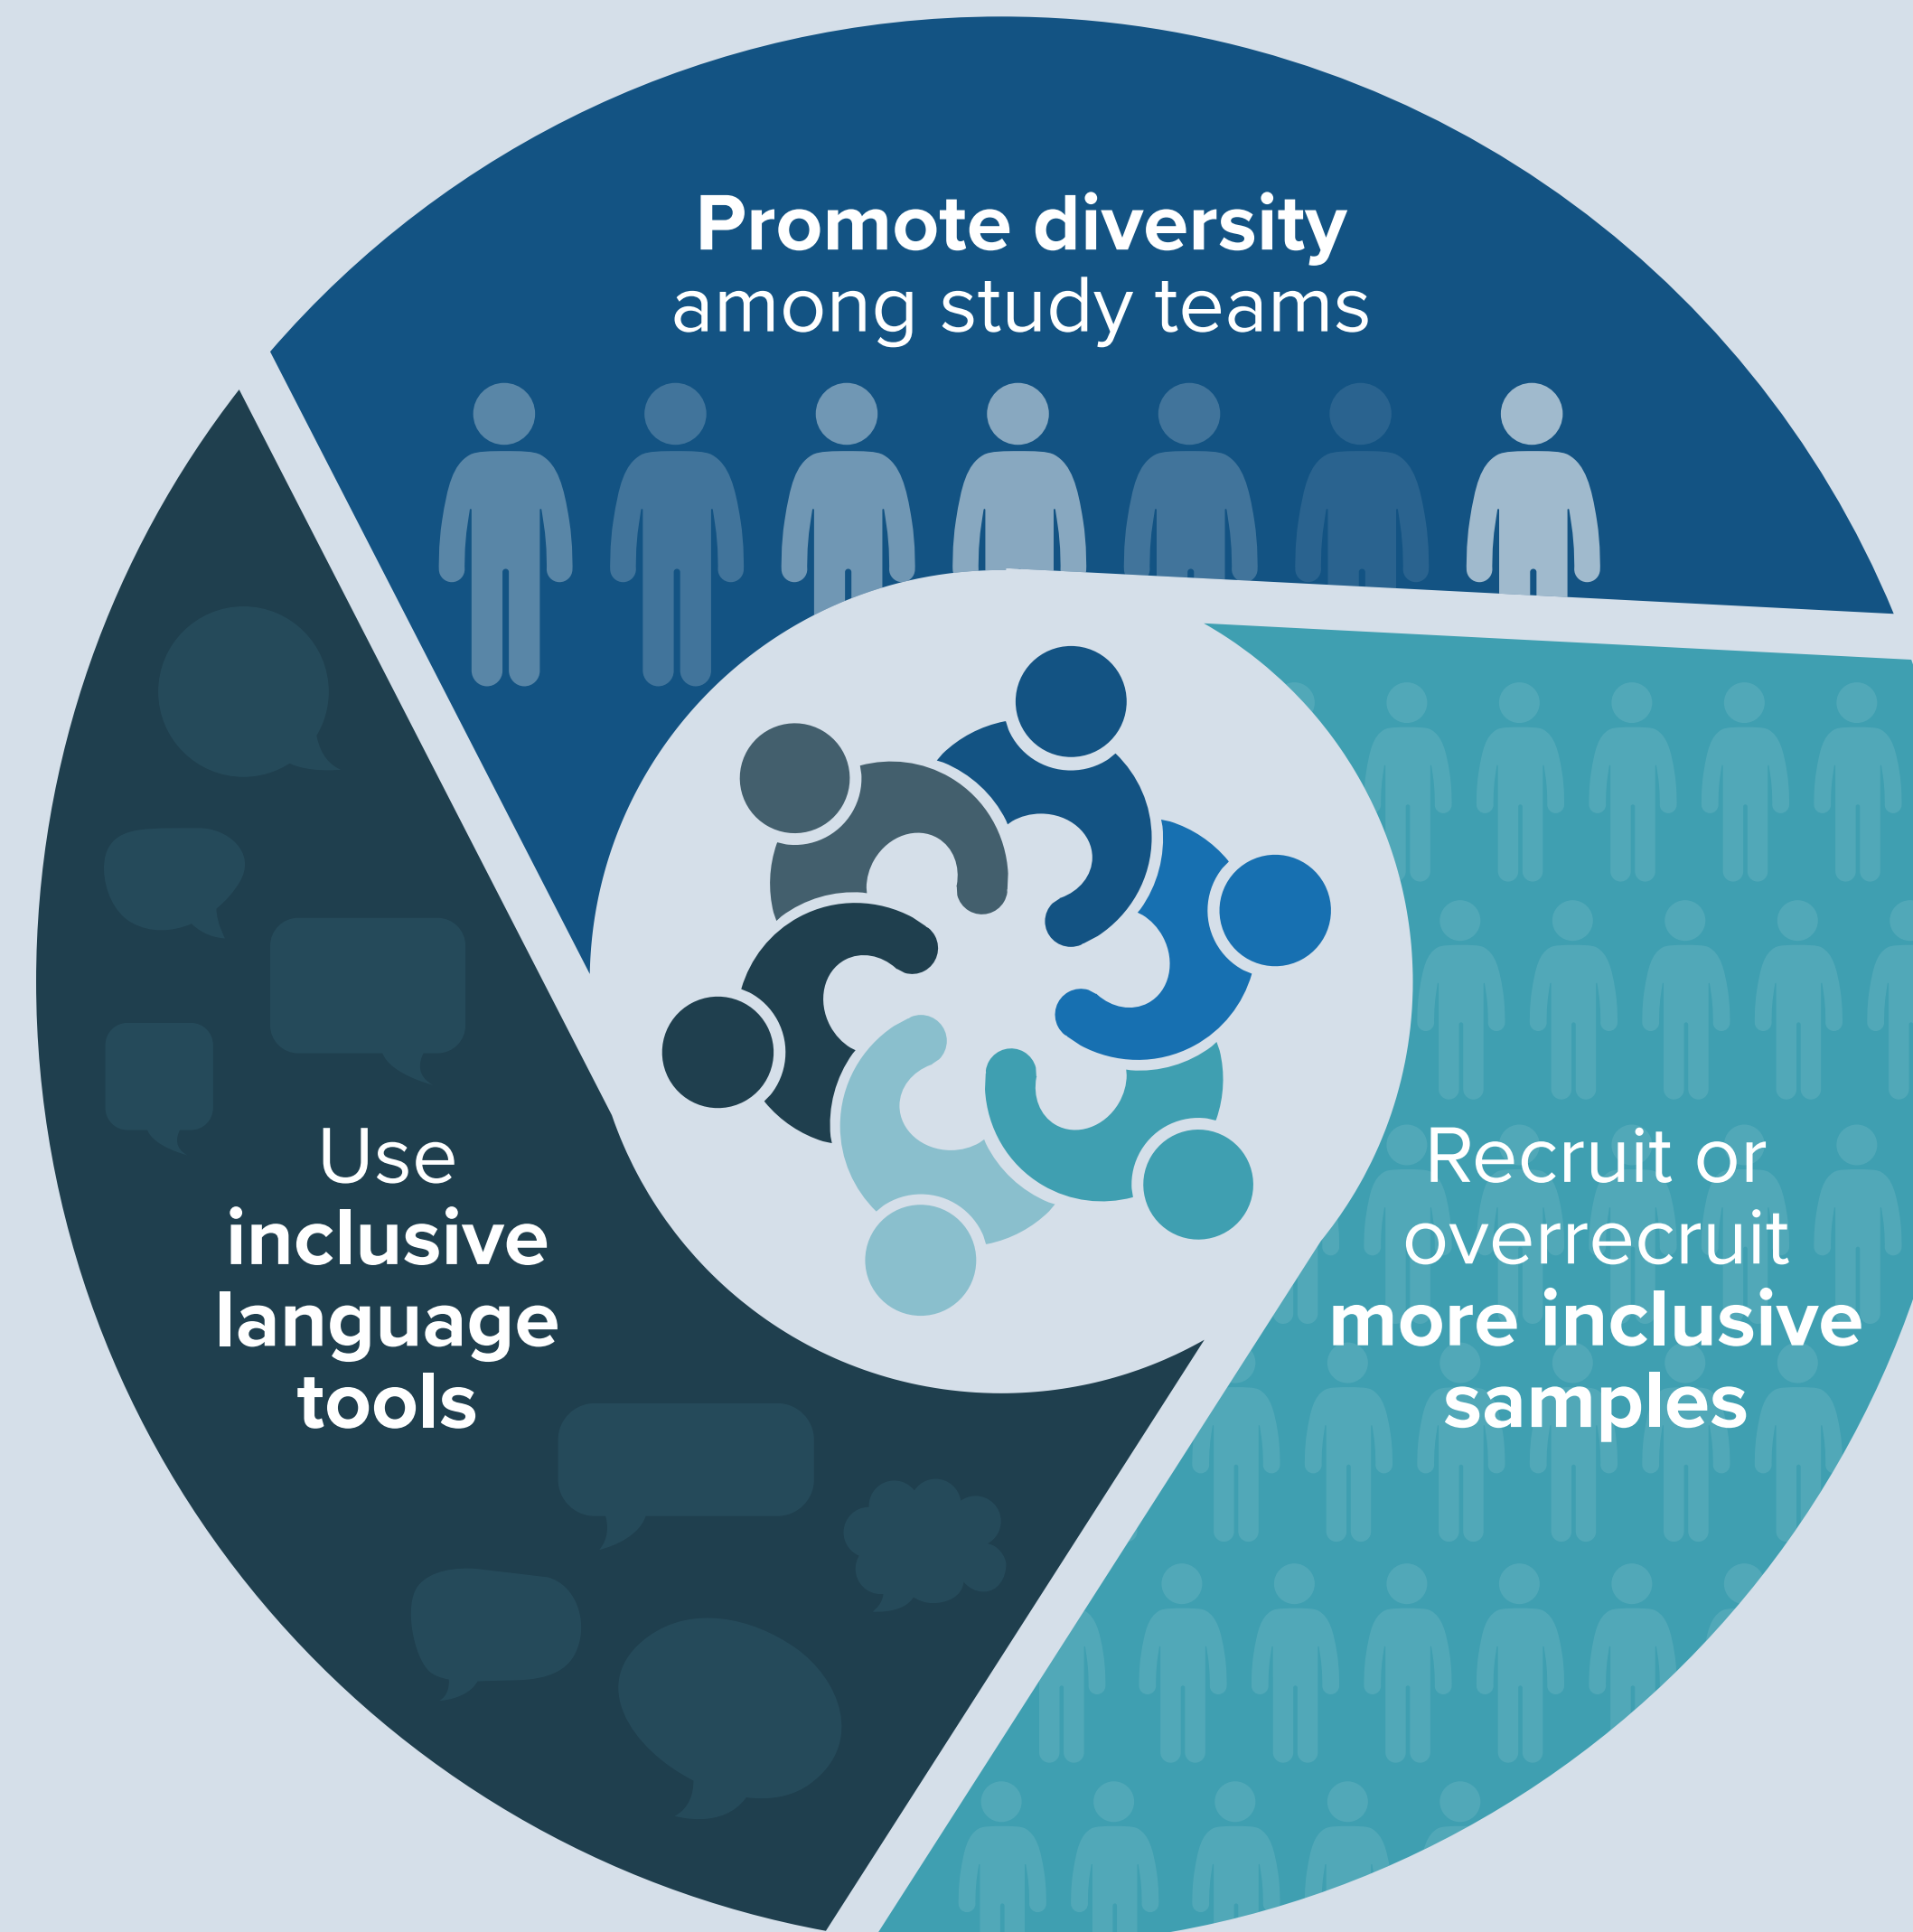 Promote diversity
among study teams
Use
inclusive
language
tools
Recruit or
overrecruit
more inclusive
samples